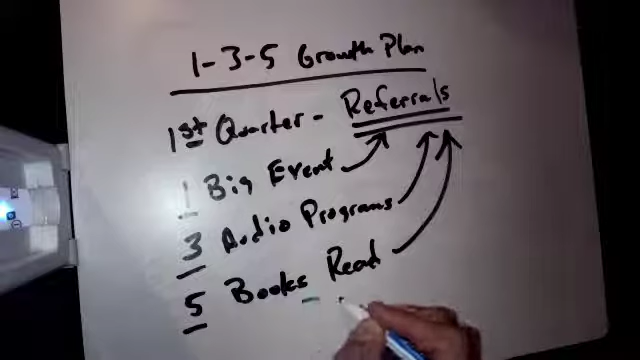 1-3-5 Growth Plan
1st Quarter - Referrals
1 Big Event
3 Audio Programs
5 Books Read